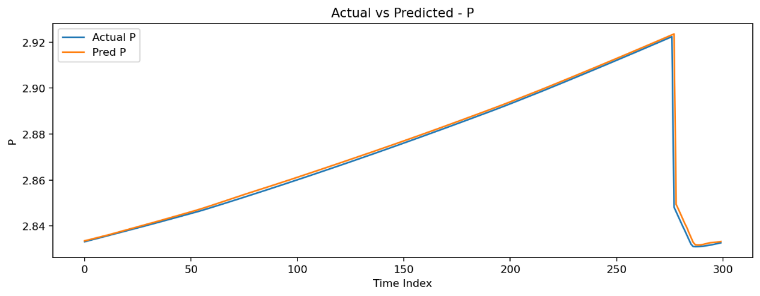 Actual vs Predicted - P
Actual P
Pred P
2.92
2.90
2.88
2.86
2.84
P
0 50 100 150 200 250 300
Time Index